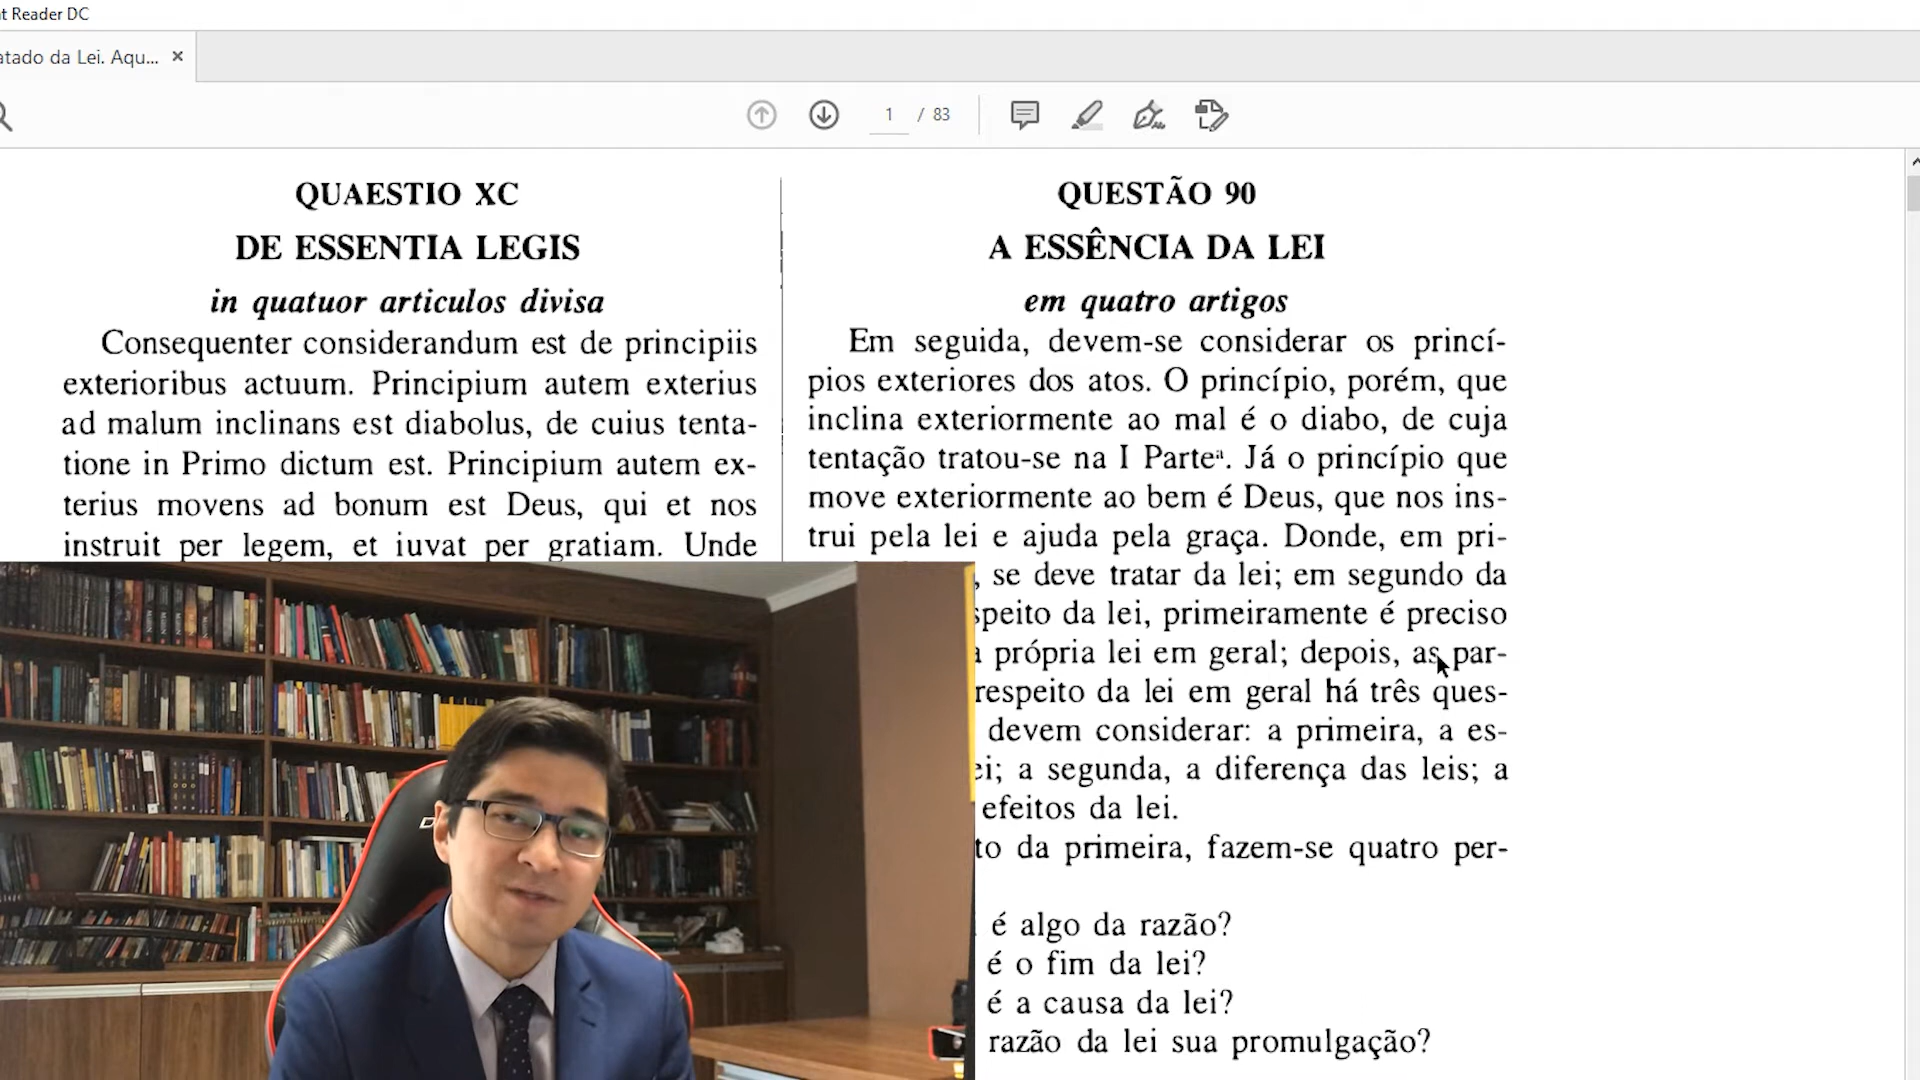 t Reader DC
atado da Lei. Aqu...
1 / 83
QUAESTIO XC
DE ESSENTIA LEGIS
in quatuor articulos divisa
Consequenter considerandum est de principiis
exterioribus actuum. Principium autem exterius
ad malum inclinans est diabolus, de cuius tenta-
tione in Primo dictum est. Principium autem ex-
terius movens ad bonum est Deus, qui et nos
instruit per legem, et iuvat per gratiam. Unde
QUESTÃO 90
A ESSÊNCIA DA LEI
em quatro artigos
Em seguida, devem-se considerar os princí-
pios exteriores dos atos. O princípio, porém, que
inclina exteriormente ao mal é o diabo, de cuja
tentação tratou-se na I Parteª. Já o princípio que
move exteriormente ao bem é Deus, que nos ins-
trui pela lei e ajuda pela graça. Donde, em pri-
, se deve tratar da lei; em segundo da
speito da lei, primeiramente é preciso
a própria lei em geral; depois, as par-
respeito da lei em geral há três ques-
devem considerar: a primeira, a es-
ei; a segunda, a diferença das leis; a
efeitos da lei.
to da primeira, fazem-se quatro per-
é algo da razão?
é o fim da lei?
é a causa da lei?
razão da lei sua promulgação?